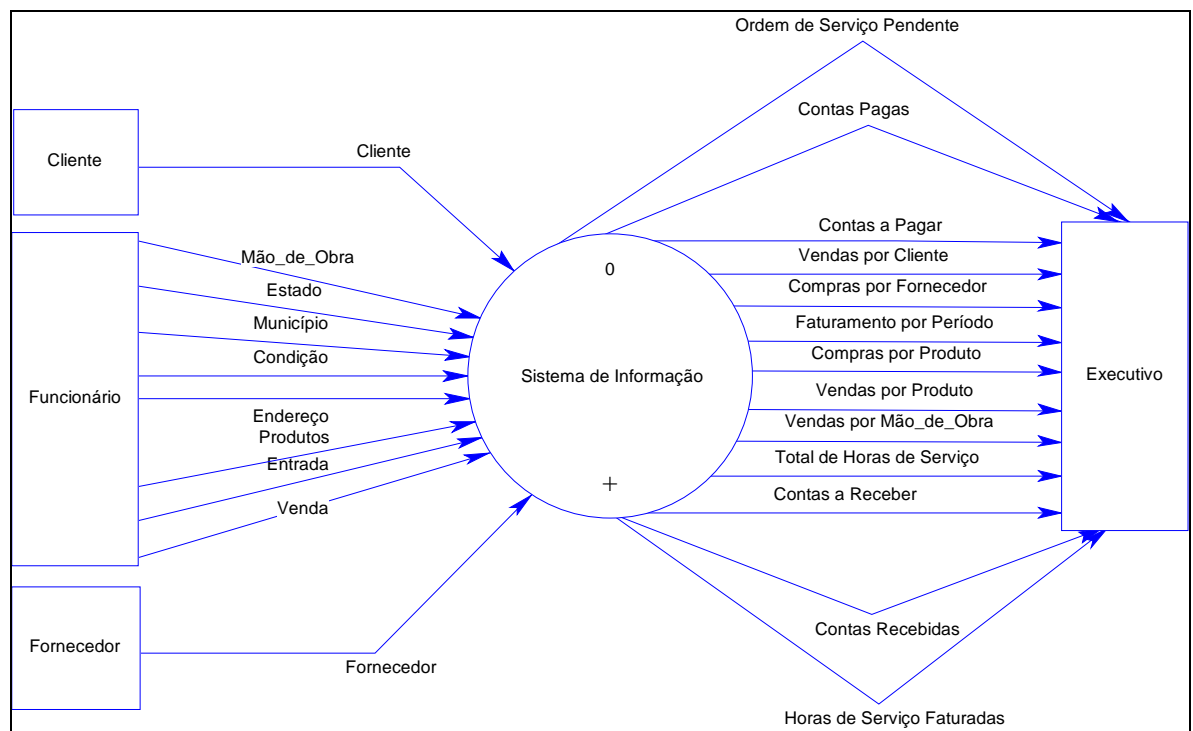 Ordem de Serviço Pendente
Contas Pagas
Cliente
Cliente
Mão_de_Obra
Estado
Município
Condição
Funcionário
Endereço
Produtos
Entrada
Venda
Fornecedor
Fornecedor
0
Sistema de Informação
+
Contas a Pagar
Vendas por Cliente
Compras por Fornecedor
Faturamento por Período
Compras por Produto
Vendas por Produto
Vendas por Mão_de_Obra
Total de Horas de Serviço
Contas a Receber
Executivo
Contas Recebidas
Horas de Serviço Faturadas